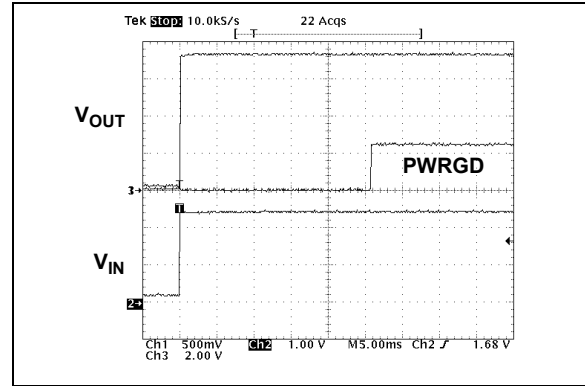 Tek Stop: 10.0kS/s 22 Acqs
[ T ]
VOUT
T
PWRGD
3→
T
VIN
2→
Ch1 500mV Ch2 1.00 V M5.00ms Ch2 ƒ 1.68 V
Ch3 2.00 V